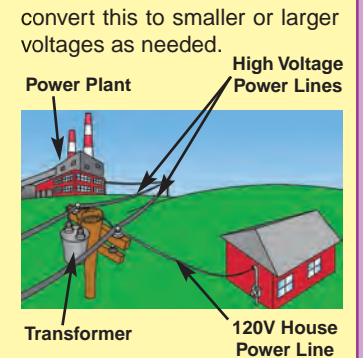 convert this to smaller or larger
voltages as needed.
High Voltage
Power Lines
Power Plant
Transformer
120V House
Power Line